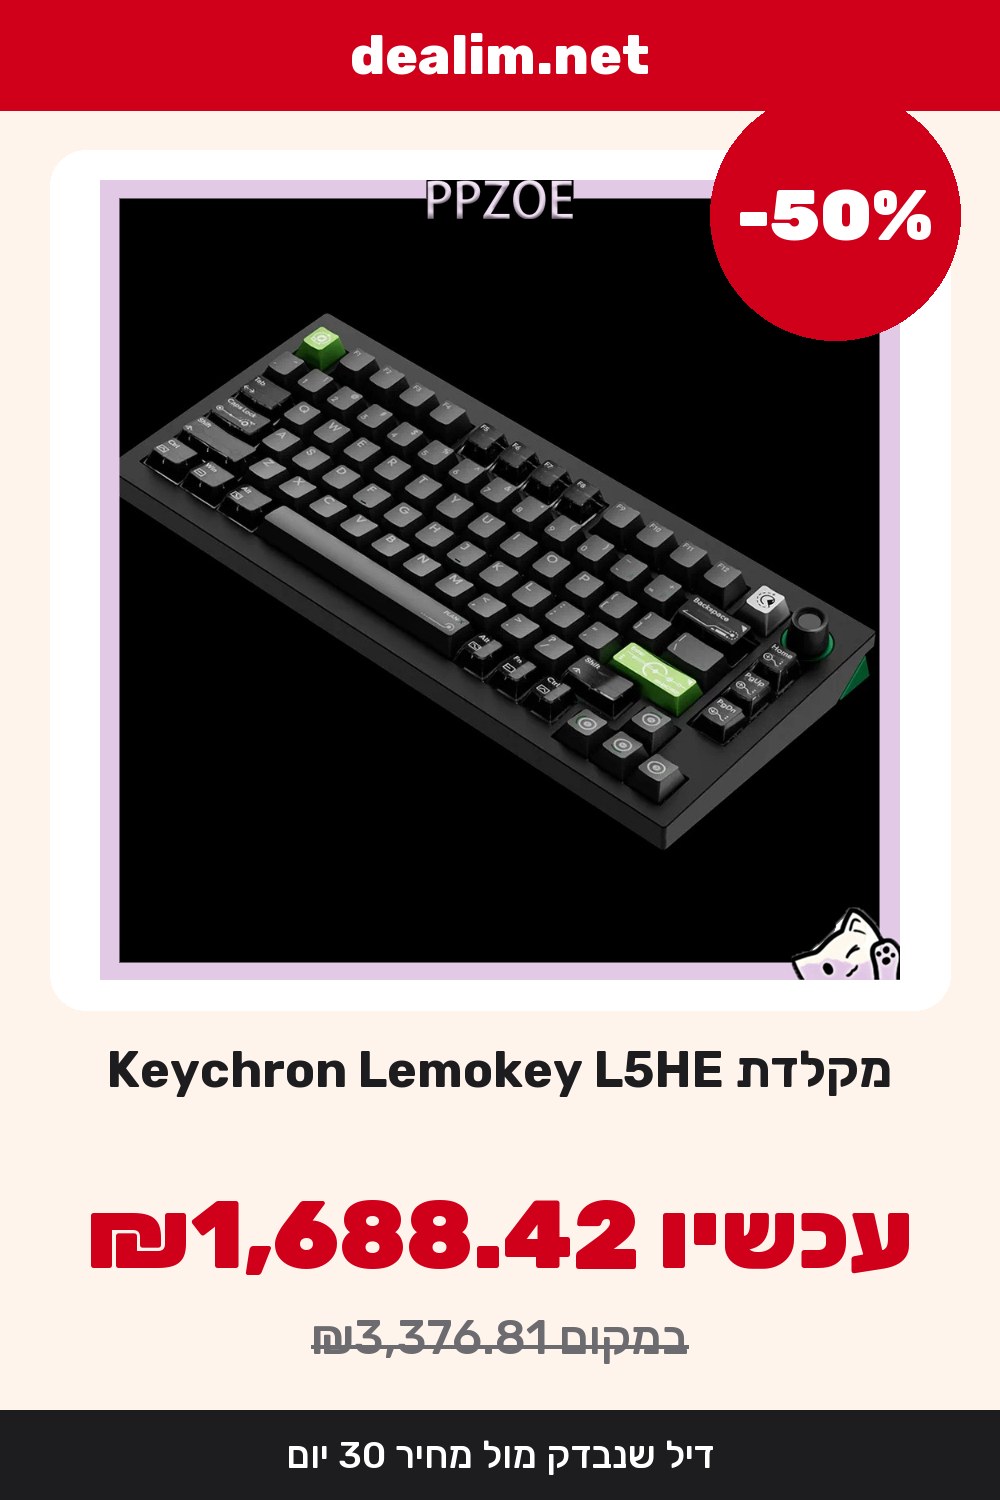 dealim.net
-50%
PPZOE
מקלדת Keychron Lemokey L5HE
עכשיו 1,688.42₪
במקום 3,376.81₪
דיל שנבדק מול מחיר 30 יום